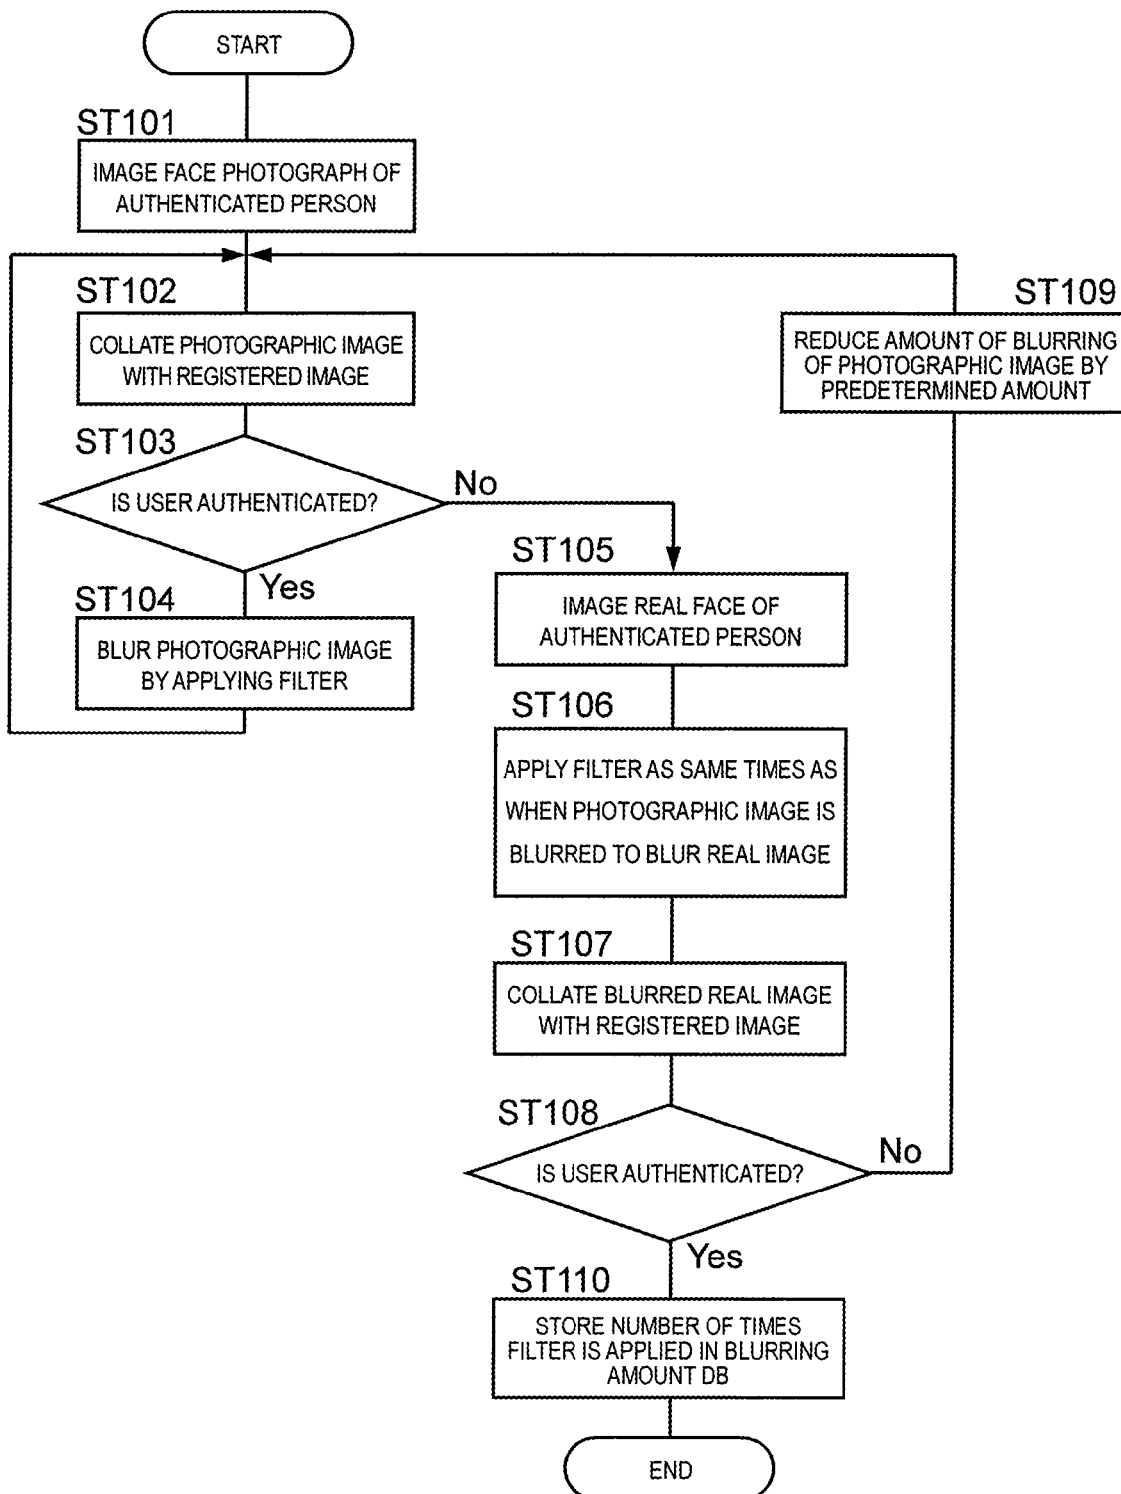 START
ST101
IMAGE FACE PHOTOGRAPH OF
AUTHENTICATED PERSON
ST102
COLLATE PHOTOGRAPHIC IMAGE
WITH REGISTERED IMAGE
ST103
IS USER AUTHENTICATED?
No
Yes
ST104
BLUR PHOTOGRAPHIC IMAGE
BY APPLYING FILTER
ST105
IMAGE REAL FACE OF
AUTHENTICATED PERSON
ST106
APPLY FILTER AS SAME TIMES AS
WHEN PHOTOGRAPHIC IMAGE IS
BLURRED TO BLUR REAL IMAGE
ST107
COLLATE BLURRED REAL IMAGE
WITH REGISTERED IMAGE
ST108
IS USER AUTHENTICATED?
No
Yes
ST109
REDUCE AMOUNT OF BLURRING
OF PHOTOGRAPHIC IMAGE BY
PREDETERMINED AMOUNT
ST110
STORE NUMBER OF TIMES
FILTER IS APPLIED IN BLURRING
AMOUNT DB
END